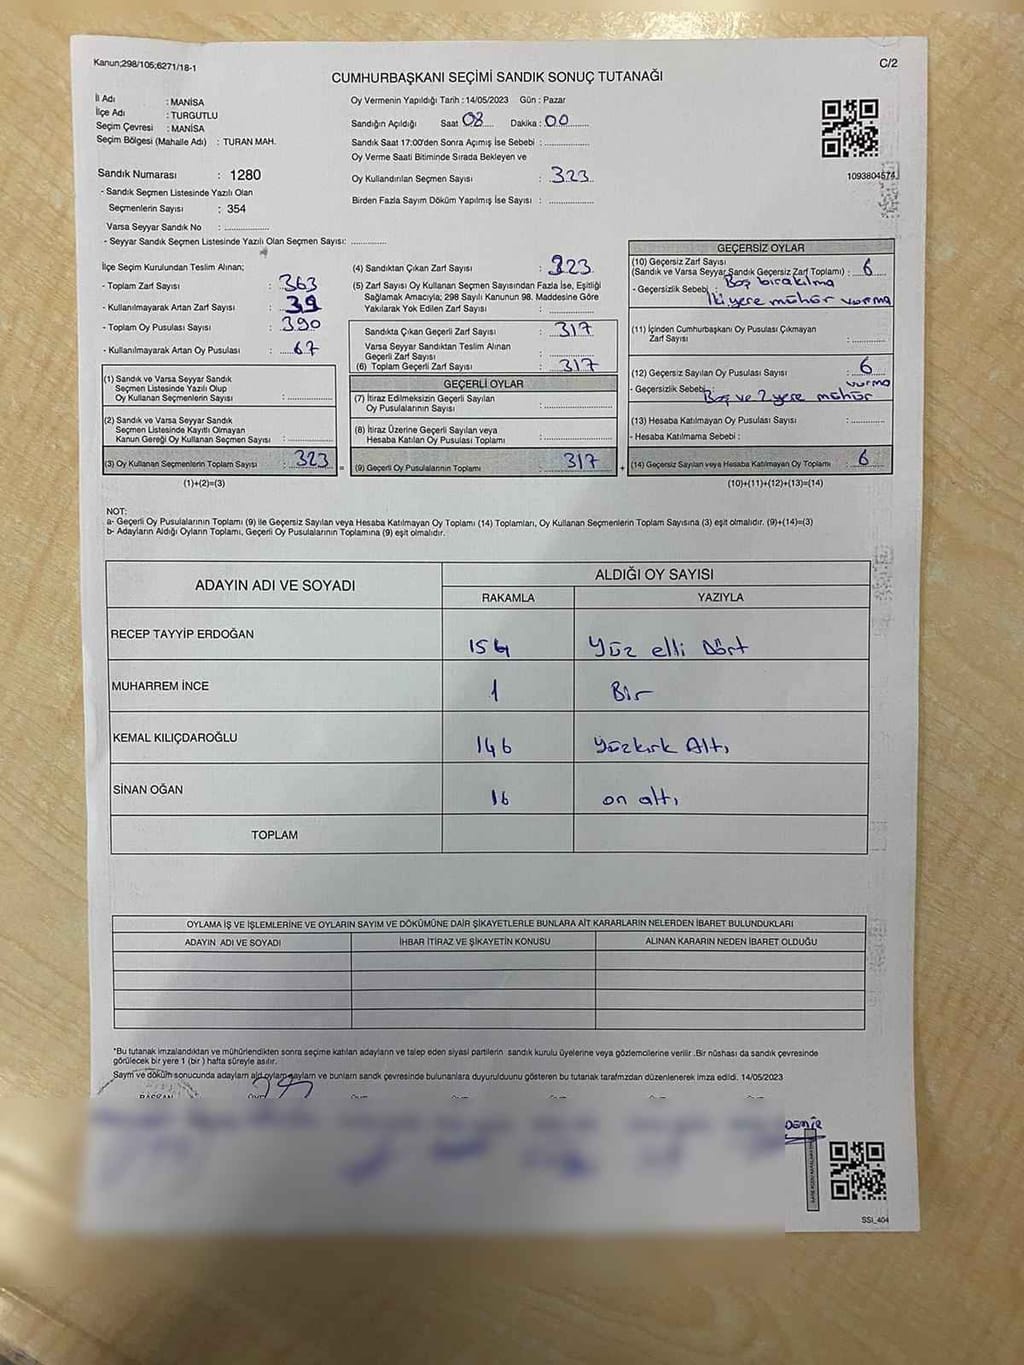 Kanun;298/105;6271/18-1
C/2
CUMHURBAŞKANI SEÇİMİ SANDIK SONUÇ TUTANAĞI
İl Adı : MANİSA
İlçe Adı : TURGUTLU
Seçim Çevresi : MANİSA
Seçim Bölgesi (Mahalle Adı) : TURAN MAH.
Sandık Numarası : 1280
- Sandık Seçmen Listesinde Yazılı Olan
Seçmenlerin Sayısı : 354
Varsa Seyyar Sandık No : ..............
- Seyyar Sandık Seçmen Listesinde Yazılı Olan Seçmen Sayısı: ............
Oy Vermenin Yapıldığı Tarih : 14/05/2023 Gün : Pazar
Sandığın Açıldığı Saat 08 Dakika : 00
Sandık Saat 17:00'den Sonra Açımış İse Sebebi : ..............
Oy Verme Saati Bitiminde Sırada Bekleyen ve
Oy Kullandırılan Seçmen Sayısı : 323
Birden Fazla Sayım Döküm Yapılmış İse Sayısı : ..............
1093804574
İlçe Seçim Kurulundan Teslim Alınan;
- Toplam Zarf Sayısı : 363
- Kullanılmayarak Artan Zarf Sayısı : 39
- Toplam Oy Pusulası Sayısı : 390
- Kullanılmayarak Artan Oy Pusulası : 67
(1) Sandık ve Varsa Seyyar Sandık
Seçmen Listesinde Yazılı Olup
Oy Kullanan Seçmenlerin Sayısı : ..............
(2) Sandık ve Varsa Seyyar Sandık
Seçmen Listesinde Kayıtlı Olmayan
Kanun Gereği Oy Kullanan Seçmen Sayısı : ..............
(3) Oy Kullanan Seçmenlerin Toplam Sayısı : 323
(1)+(2)=(3)
(4) Sandıktan Çıkan Zarf Sayısı : 323
(5) Zarf Sayısı Oy Kullanan Seçmen Sayısından Fazla İse, Eşitliği
Sağlamak Amacıyla; 298 Sayılı Kanunun 98. Maddesine Göre
Yakılarak Yok Edilen Zarf Sayısı : ..............
Sandıkta Çıkan Geçerli Zarf Sayısı : 317
Varsa Seyyar Sandıktan Teslim Alınan
Geçerli Zarf Sayısı : ..............
(6) Toplam Geçerli Zarf Sayısı : 317
GEÇERLİ OYLAR
(7) İtiraz Edilmeksizin Geçerli Sayılan
Oy Pusulalarının Sayısı : ..............
(8) İtiraz Üzerine Geçerli Sayılan veya
Hesaba Katılan Oy Pusulası Toplamı : ..............
= (9) Geçerli Oy Pusulalarının Toplamı : 317 +
GEÇERSİZ OYLAR
(10) Geçersiz Zarf Sayısı
(Sandık ve Varsa Seyyar Sandık Geçersiz Zarf Toplamı) : 6
- Geçersizlik Sebebi : Boş bırakılma
İki yere mühür vurma
(11) İçinden Cumhurbaşkanı Oy Pusulası Çıkmayan
Zarf Sayısı : ............
(12) Geçersiz Sayılan Oy Pusulası Sayısı : 6
- Geçersizlik Sebebi : Boş ve 2 yere mühür vurma
(13) Hesaba Katılmayan Oy Pusulası Sayısı : ............
- Hesaba Katılmama Sebebi :
(14) Geçersiz Sayılan veya Hesaba Katılmayan Oy Toplamı : 6
(10)+(11)+(12)+(13)=(14)
NOT:
a- Geçerli Oy Pusulalarının Toplamı (9) ile Geçersiz Sayılan veya Hesaba Katılmayan Oy Toplamı (14) Toplamları, Oy Kullanan Seçmenlerin Toplam Sayısına (3) eşit olmalıdır. (9)+(14)=(3)
b- Adayların Aldığı Oyların Toplamı, Geçerli Oy Pusulalarının Toplamına (9) eşit olmalıdır.
ADAYIN ADI VE SOYADI ALDIĞI OY SAYISI
RAKAMLA YAZIYLA
RECEP TAYYİP ERDOĞAN 154 Yüz elli Dört
MUHARREM İNCE 1 Bir
KEMAL KILIÇDAROĞLU 146 Yüzkırk Altı
SİNAN OĞAN 16 on altı
TOPLAM
OYLAMA İŞ VE İŞLEMLERİNE VE OYLARIN SAYIM VE DÖKÜMÜNE DAİR ŞİKAYETLERLE BUNLARA AİT KARARLARIN NELERDEN İBARET BULUNDUKLARI
ADAYIN ADI VE SOYADI İHBAR İTİRAZ VE ŞİKAYETİN KONUSU ALINAN KARARIN NEDEN İBARET OLDUĞU
*Bu tutanak imzalandıktan ve mühürlendikten sonra seçime katılan adayların ve talep eden siyasi partilerin sandık kurulu üyelerine veya gözlemcilerine verilir .Bir nüshası da sandık çevresinde
görülecek bir yere 1 (bir ) hafta süreyle asılır.
Sayım ve döküm sonucunda adayların
bunların sandık çevresinde bulunanlara duyurulduunu gösteren bu tutanak tarafmzdan düzenlenerek imza edildi. 14/05/2023
BAŞKAN
DEMİR
SSI_404